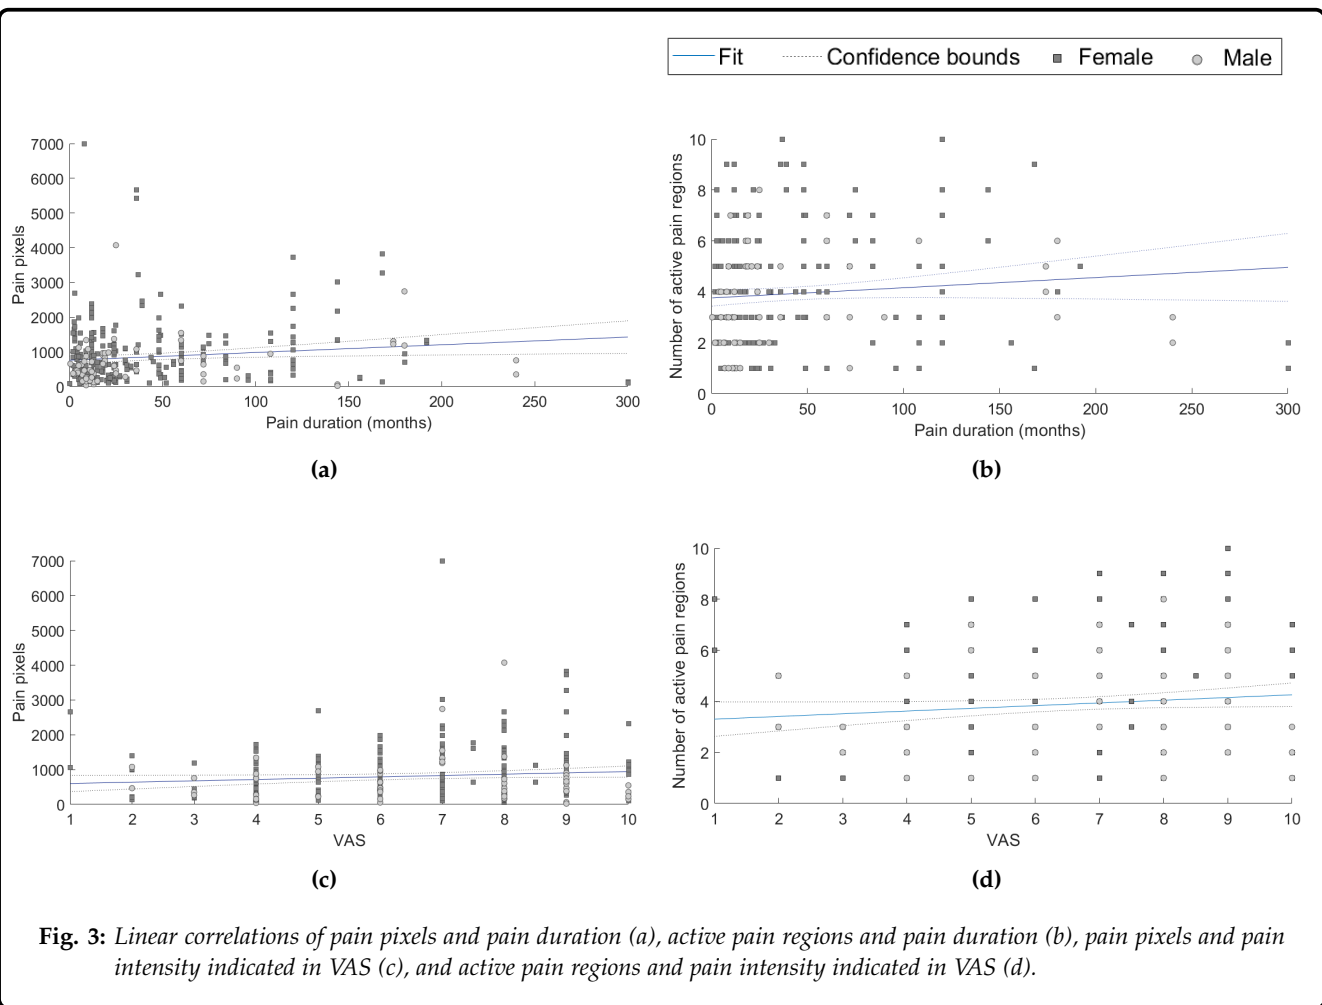 Fit Confidence bounds Female Male
Pain pixels
7000
6000
5000
4000
3000
2000
1000
0
0 50 100 150 200 250 300
Pain duration (months)
(a)
Number of active pain regions
10
8
6
4
2
0
0 50 100 150 200 250 300
Pain duration (months)
(b)
Pain pixels
7000
6000
5000
4000
3000
2000
1000
0
1 2 3 4 5 6 7 8 9 10
VAS
(c)
Number of active pain regions
10
8
6
4
2
0
1 2 3 4 5 6 7 8 9 10
VAS
(d)
Fig. 3: Linear correlations of pain pixels and pain duration (a), active pain regions and pain duration (b), pain pixels and pain
intensity indicated in VAS (c), and active pain regions and pain intensity indicated in VAS (d).